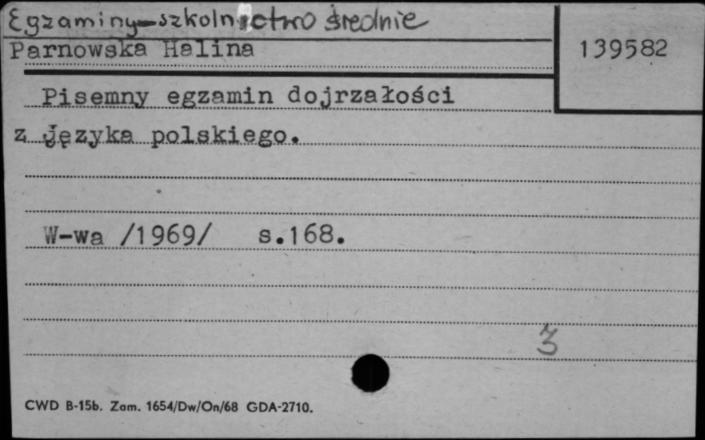 Egzaminy-szkolnictwo średnie
Parnowska Halina
139582
Pisemny egzamin dojrzałości
z języka polskiego.
W-wa /1969/ s.168.
3
CWD B-15b. Zam. 1654/Dw/On/68 GDA-2710.